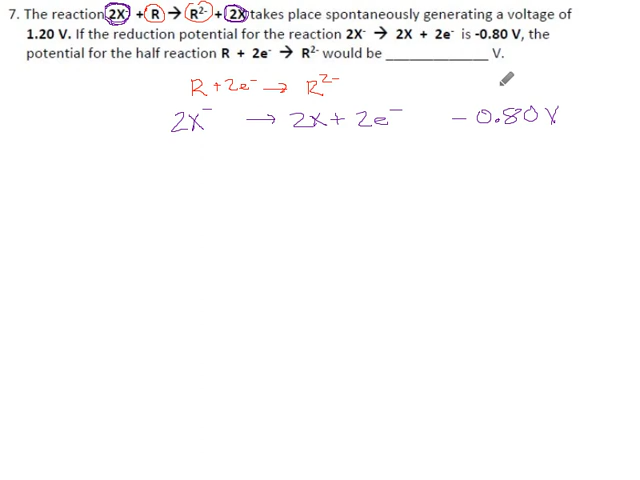 7. The reaction 2X⁻ + R → R²⁻ + 2X takes place spontaneously generating a voltage of
1.20 V. If the reduction potential for the reaction 2X⁻ → 2X + 2e⁻ is -0.80 V, the
potential for the half reaction R + 2e⁻ → R²⁻ would be ______________ V.
R + 2e⁻ → R²⁻
2X⁻ → 2X + 2e⁻ - 0.80 V